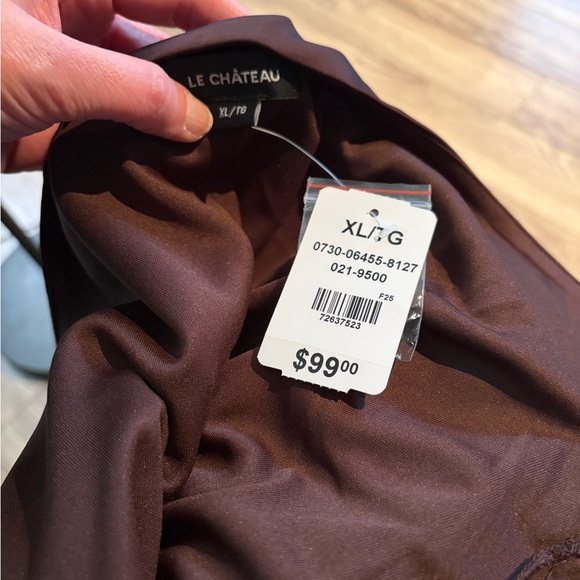 LE CHÂTEAU
XL/TG
XL/TG
0730-06455-8127
021-9500
F25
72637523
$99.00